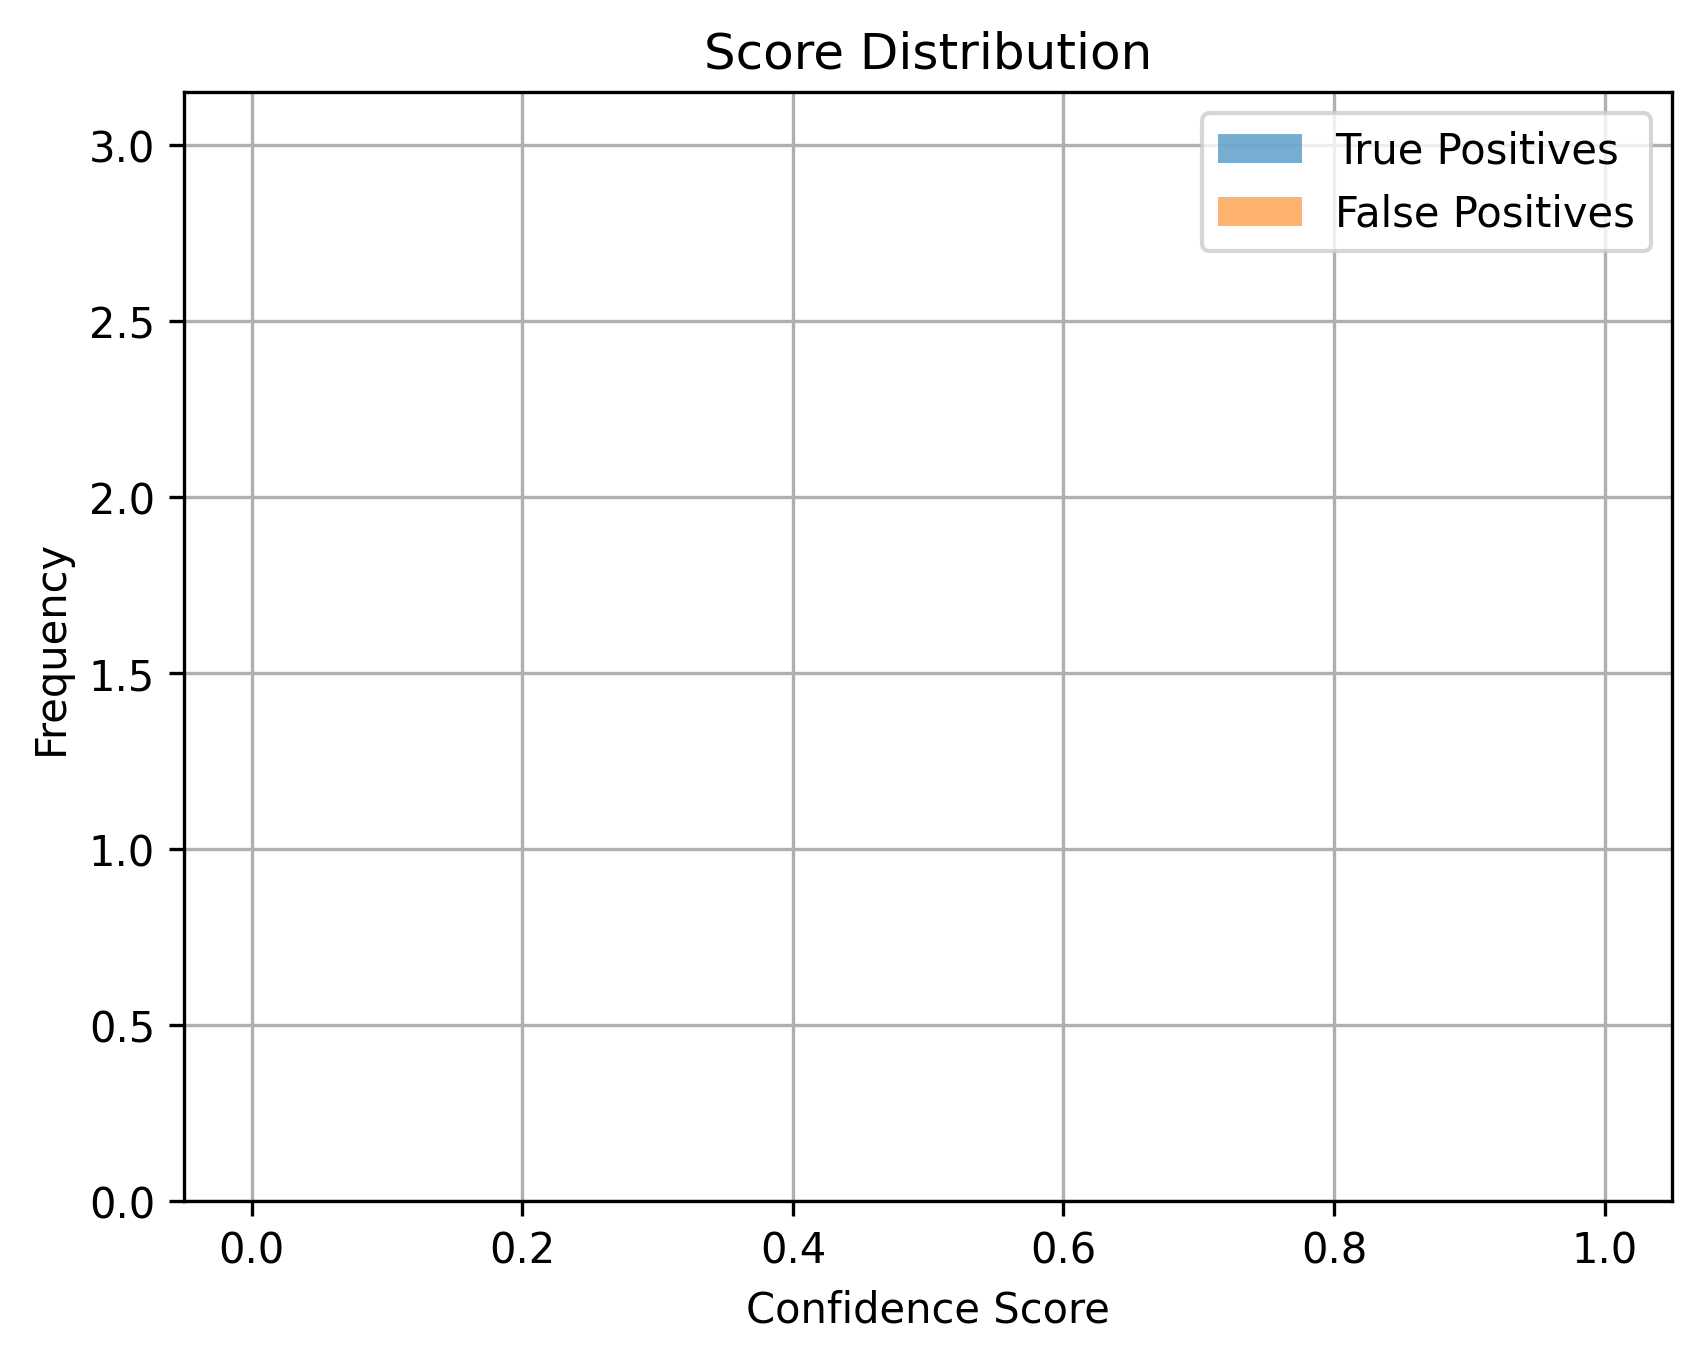 Score Distribution
True Positives
False Positives
Frequency
3.0
2.5
2.0
1.5
1.0
0.5
0.0
0.0 0.2 0.4 0.6 0.8 1.0
Confidence Score